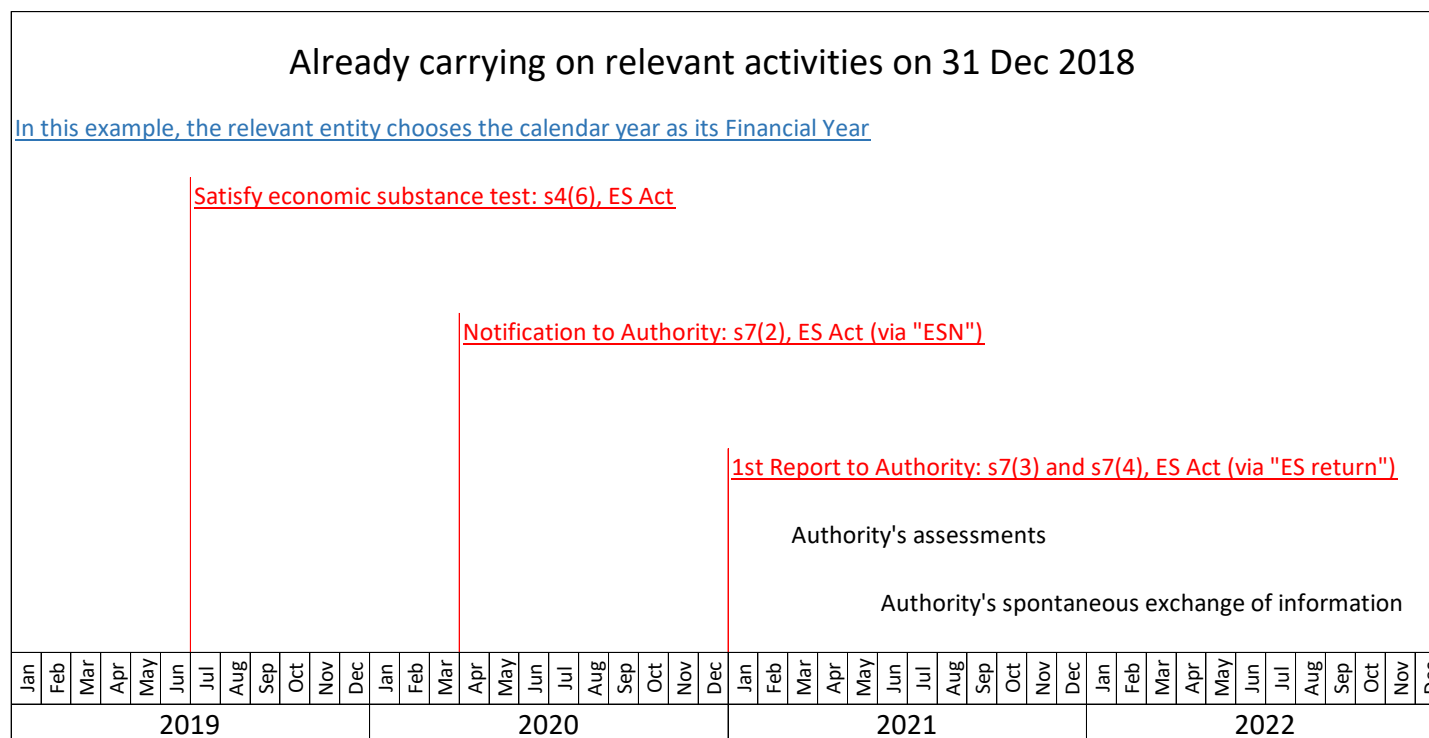 Already carrying on relevant activities on 31 Dec 2018
In this example, the relevant entity chooses the calendar year as its Financial Year
Satisfy economic substance test: s4(6), ES Act
Notification to Authority: s7(2), ES Act (via "ESN")
1st Report to Authority: s7(3) and s7(4), ES Act (via "ES return")
Authority's assessments
Authority's spontaneous exchange of information
Jan Feb Mar Apr May Jun Jul Aug Sep Oct Nov Dec Jan Feb Mar Apr May Jun Jul Aug Sep Oct Nov Dec Jan Feb Mar Apr May Jun Jul Aug Sep Oct Nov Dec Jan Feb Mar Apr May Jun Jul Aug Sep Oct Nov Dec
2019 2020 2021 2022